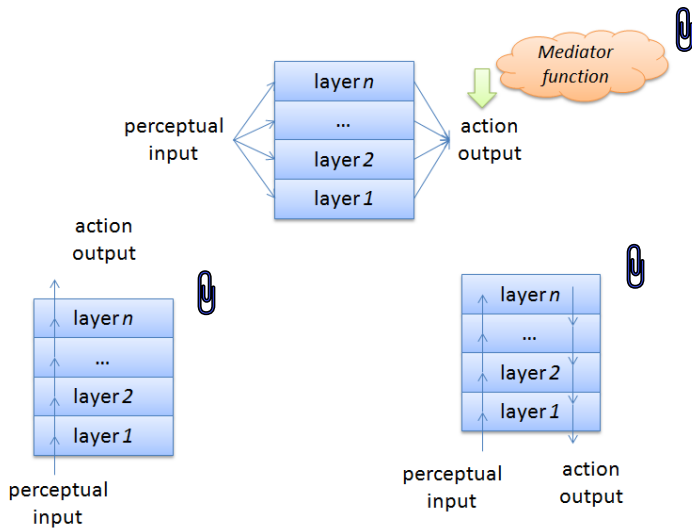 Mediator
function
layer n
perceptual
input
...
action
output
layer 2
layer 1
action
output
layer n
...
layer 2
layer 1
perceptual
input
layer n
...
layer 2
layer 1
perceptual
input
action
output